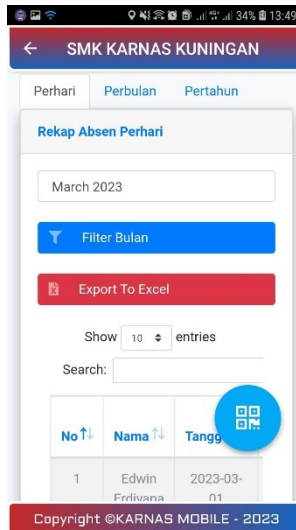 34% 13:49
SMK KARNAS KUNINGAN
Perhari Perbulan Pertahun
Rekap Absen Perhari
March 2023
Filter Bulan
Export To Excel
Show 10 entries
Search:
No Nama Tangg
1 Edwin 2023-03-
Erdiyana 01
Copyright ©KARNAS MOBILE - 2023